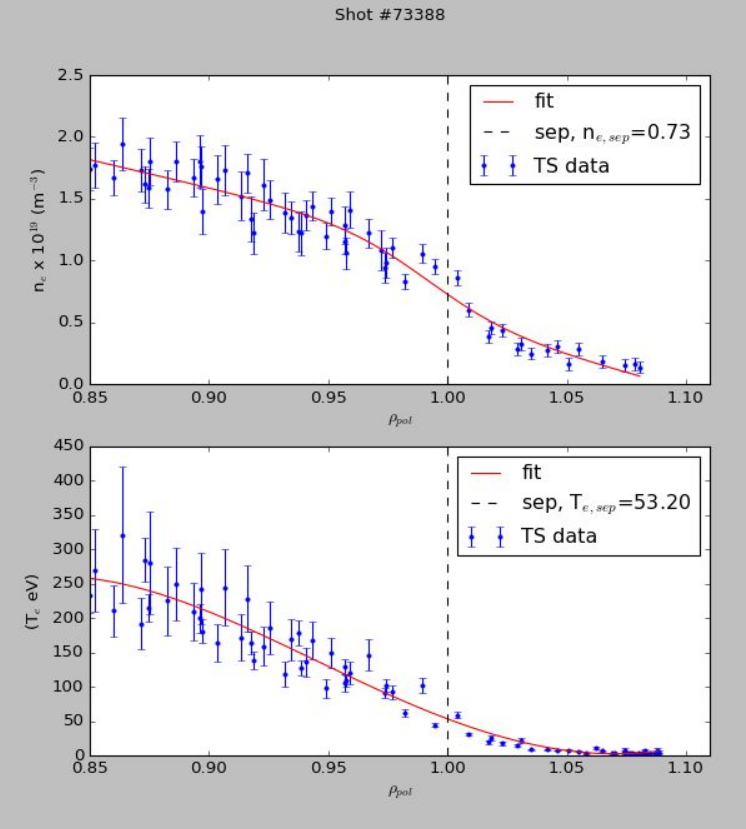 Shot #73388
2.5
2.0
1.5
1.0
0.5
0.0
n_e x 10^19 (m^−3)
fit
sep, n_e,sep=0.73
TS data
0.85 0.90 0.95 1.00 1.05 1.10
ρ_pol
450
400
350
300
250
200
150
100
50
0
(T_e eV)
fit
sep, T_e,sep=53.20
TS data
0.85 0.90 0.95 1.00 1.05 1.10
ρ_pol